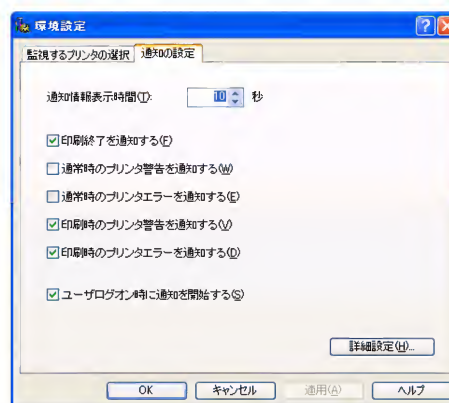 環境設定
監視するプリンタの選択 通知の設定
通知情報表示時間(T): 10 秒
印刷終了を通知する(F)
通常時のプリンタ警告を通知する(W)
通常時のプリンタエラーを通知する(E)
印刷時のプリンタ警告を通知する(V)
印刷時のプリンタエラーを通知する(D)
ユーザログオン時に通知を開始する(S)
詳細設定(H)...
OK キャンセル 適用(A) ヘルプ